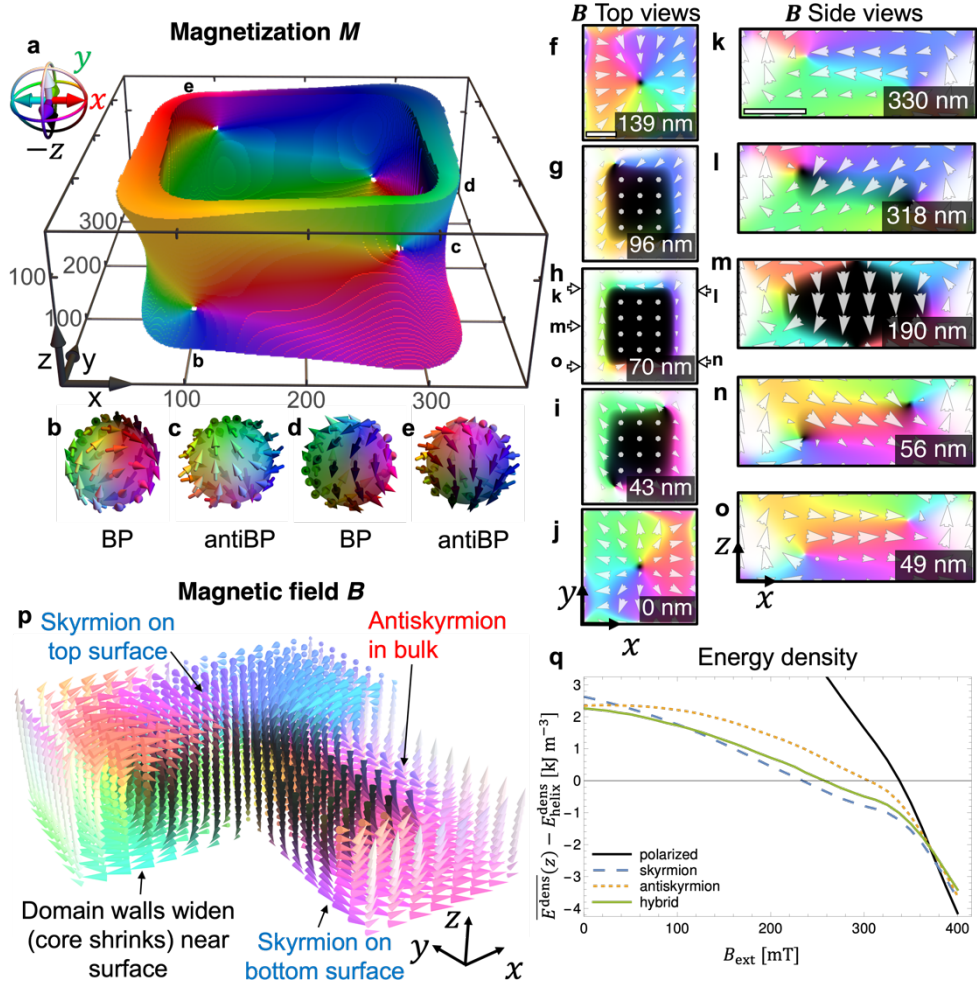 a
Magnetization M
y
x
−z
e
d
c
b
300
200
100
100
z
y
x
100
200
300
b
c
d
e
BP
antiBP
BP
antiBP
B Top views
f
139 nm
g
96 nm
h
k
l
m
o
n
70 nm
i
43 nm
j
0 nm
y
x
B Side views
k
330 nm
l
318 nm
m
190 nm
n
56 nm
o
49 nm
z
x
Magnetic field B
p
Skyrmion on
top surface
Antiskyrmion
in bulk
Domain walls widen
(core shrinks) near
surface
Skyrmion on
bottom surface
z
y
x
q
Energy density
E^dens(z) − E^dens_helix [kJ m⁻³]
3
2
1
0
−1
−2
−3
−4
polarized
skyrmion
antiskyrmion
hybrid
0
100
200
300
400
B_ext [mT]